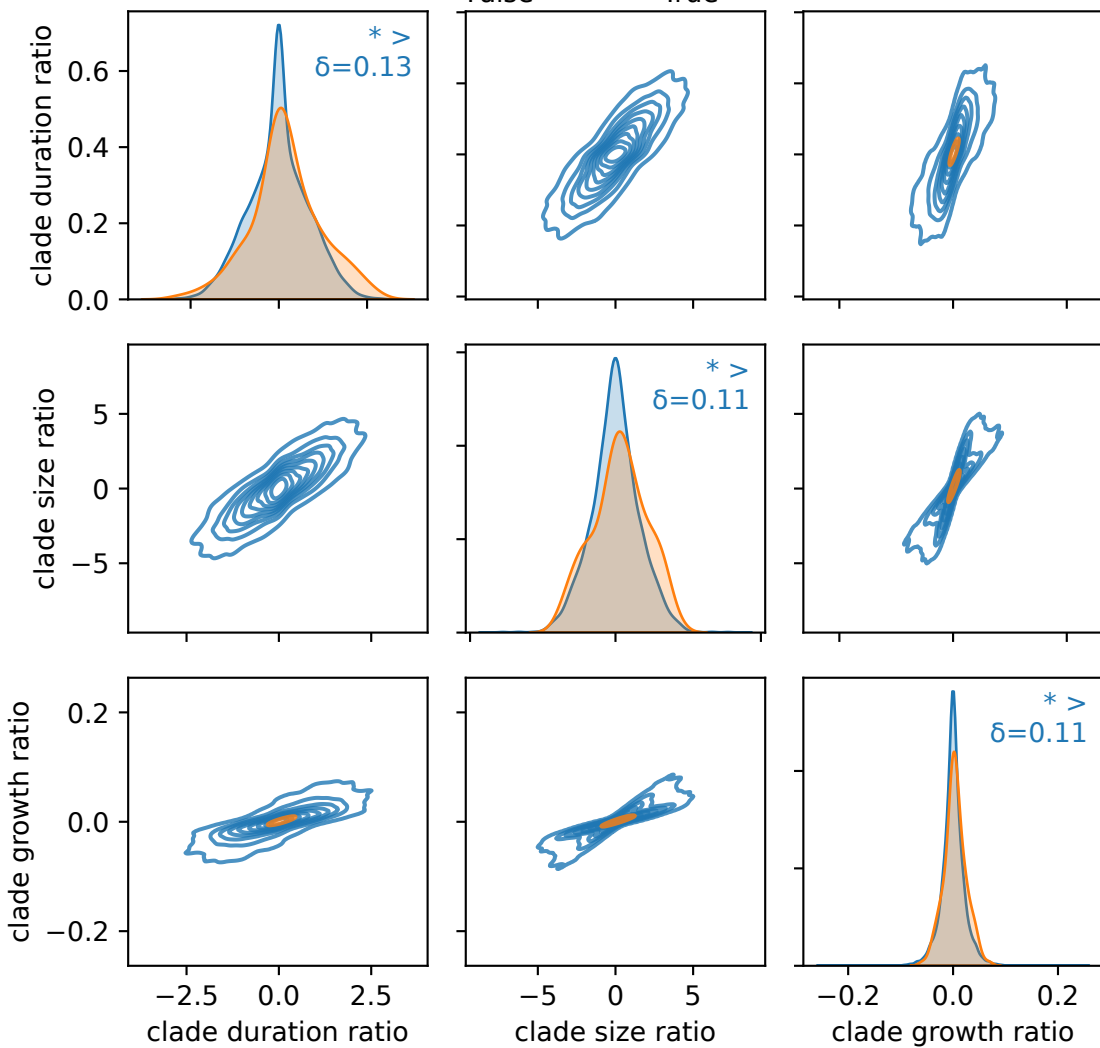 clade duration ratio
0.6
0.4
0.2
0.0
* >
δ=0.13
clade size ratio
5
0
−5
* >
δ=0.11
clade growth ratio
0.2
0.0
−0.2
* >
δ=0.11
−2.5 0.0 2.5
−5 0 5
−0.2 0.0 0.2
clade duration ratio
clade size ratio
clade growth ratio